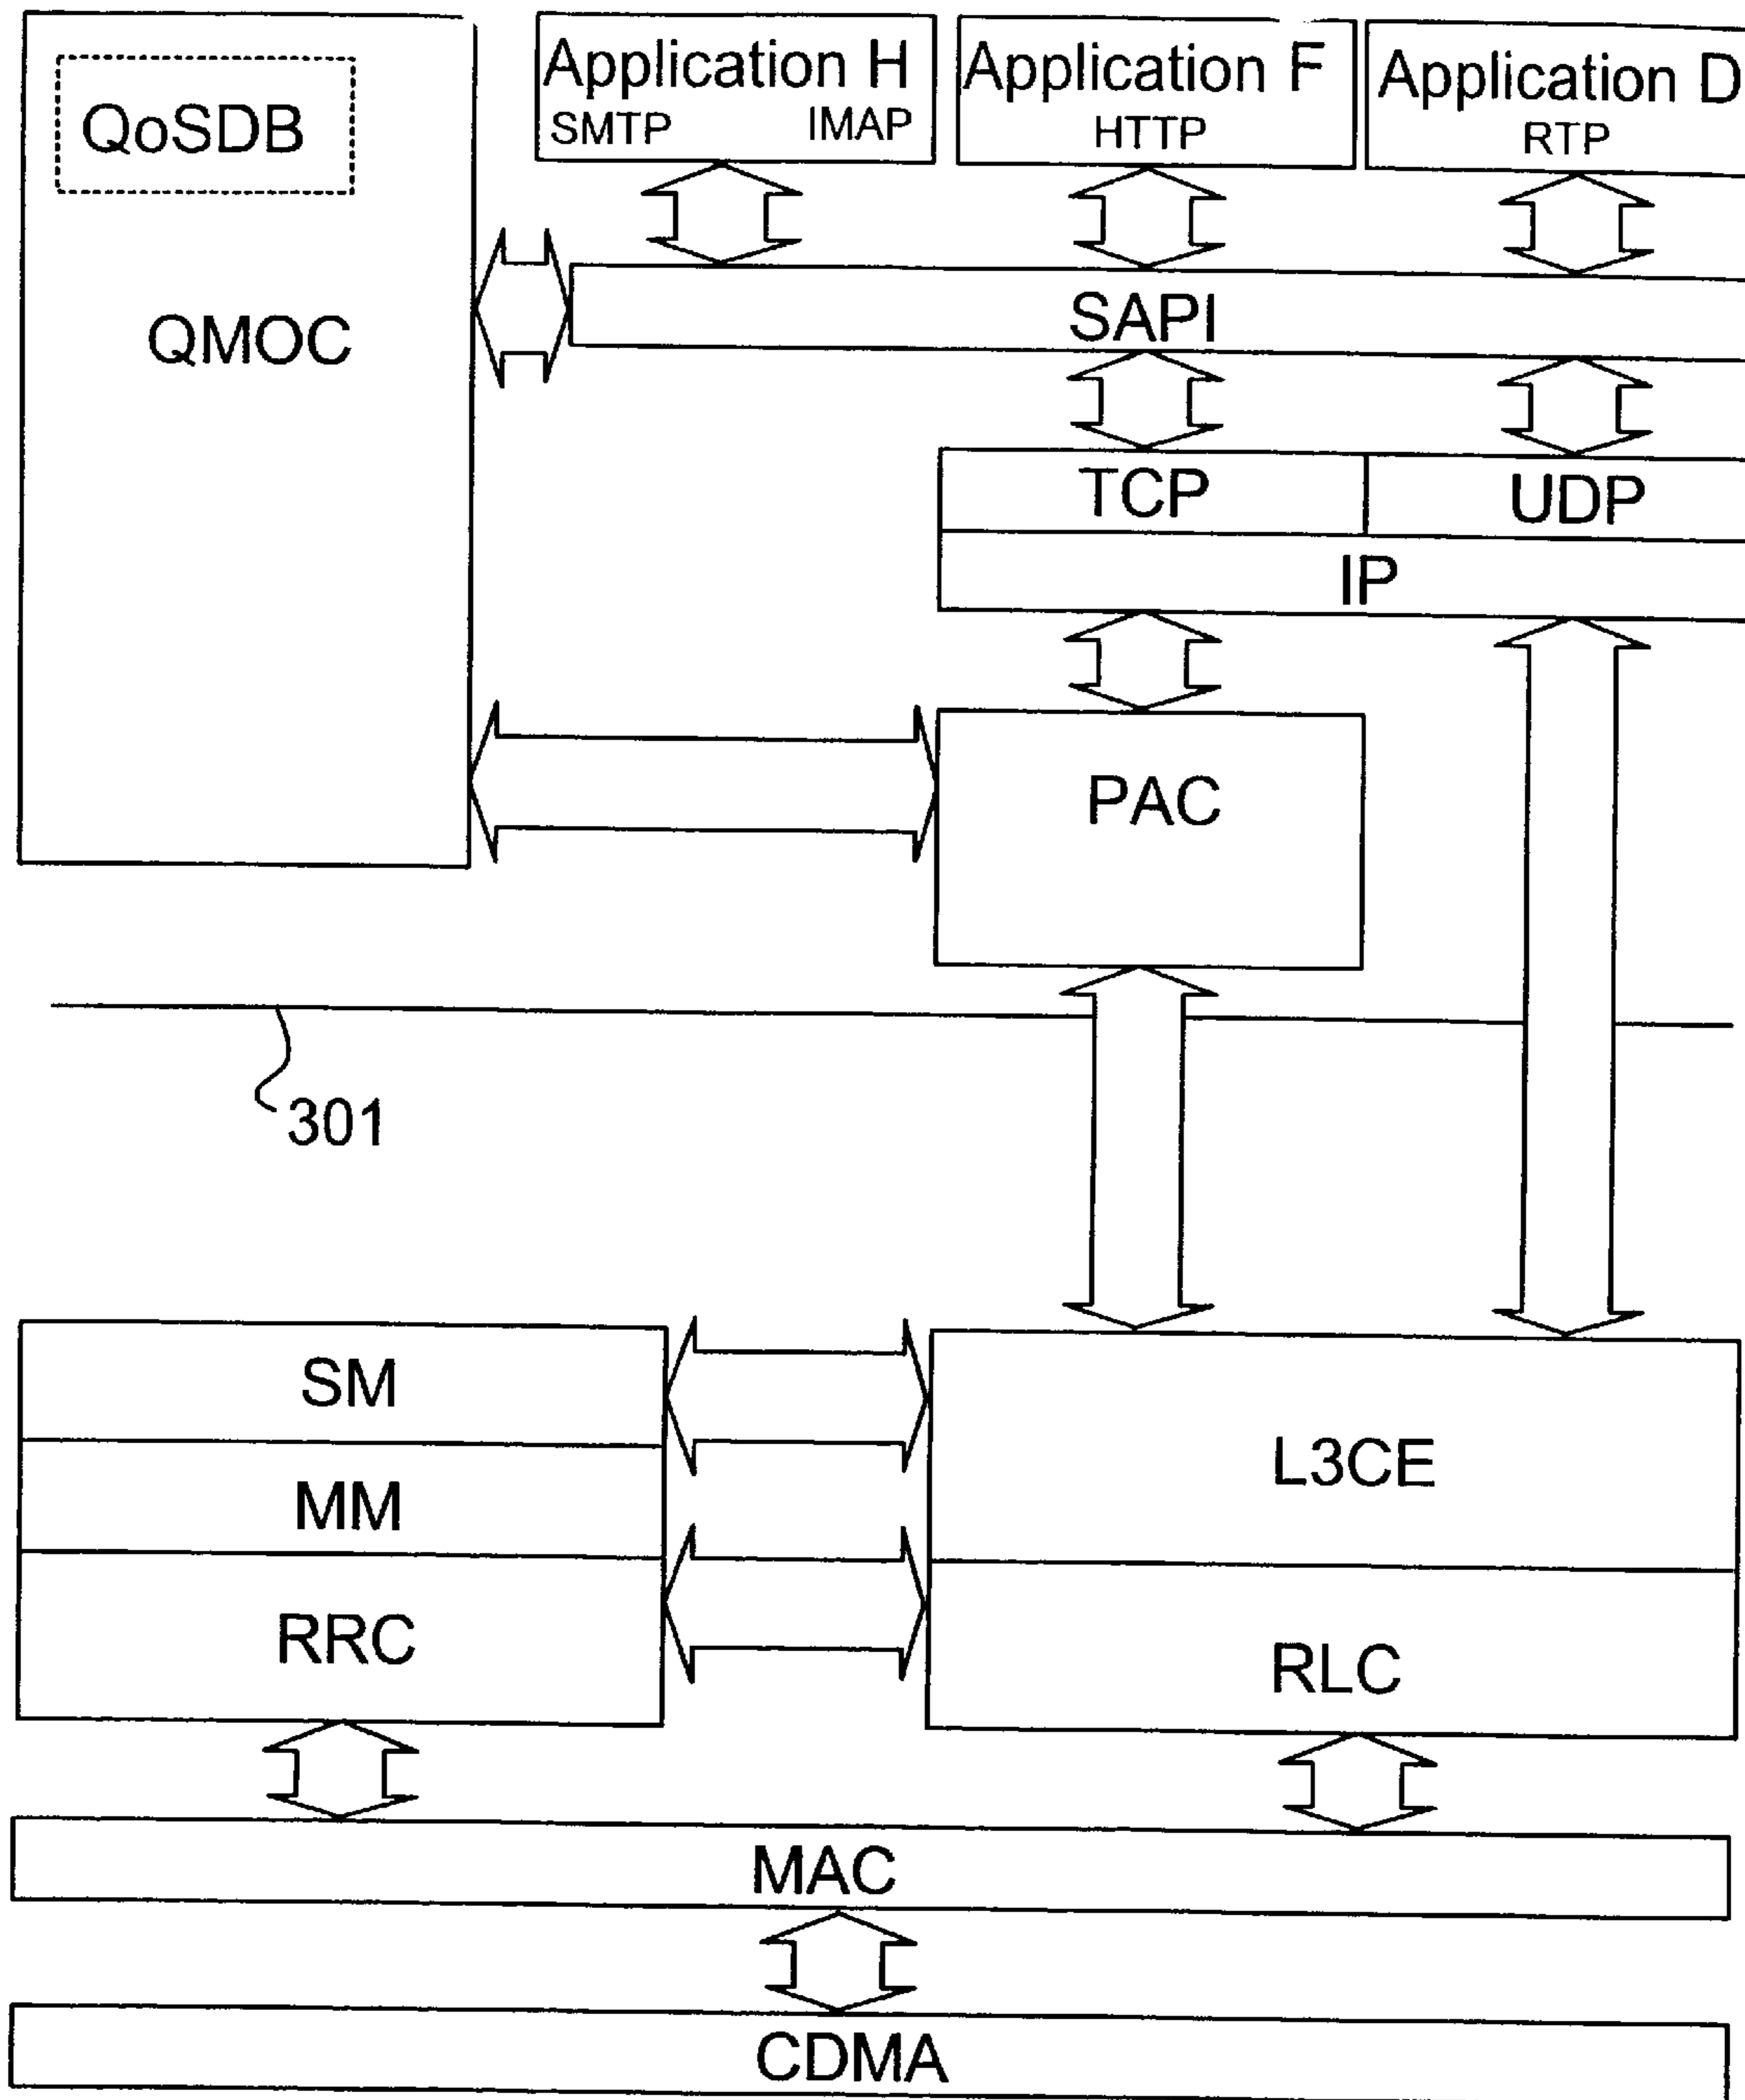 QoSDB
QMOC
Application H
SMTP IMAP
Application F
HTTP
Application D
RTP
SAPI
TCP
UDP
IP
PAC
301
SM
MM
RRC
L3CE
RLC
MAC
CDMA